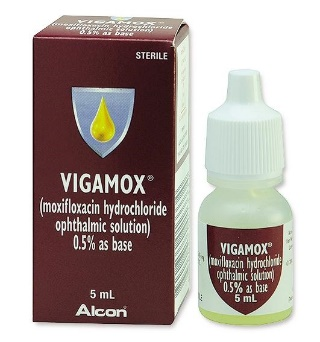 STERILE
VIGAMOX®
(moxifloxacin hydrochloride
ophthalmic solution)
0.5% as base
5 mL
Alcon®
VIGAMOX®
(moxifloxacin hydrochloride
ophthalmic solution)
0.5% as base
5 mL